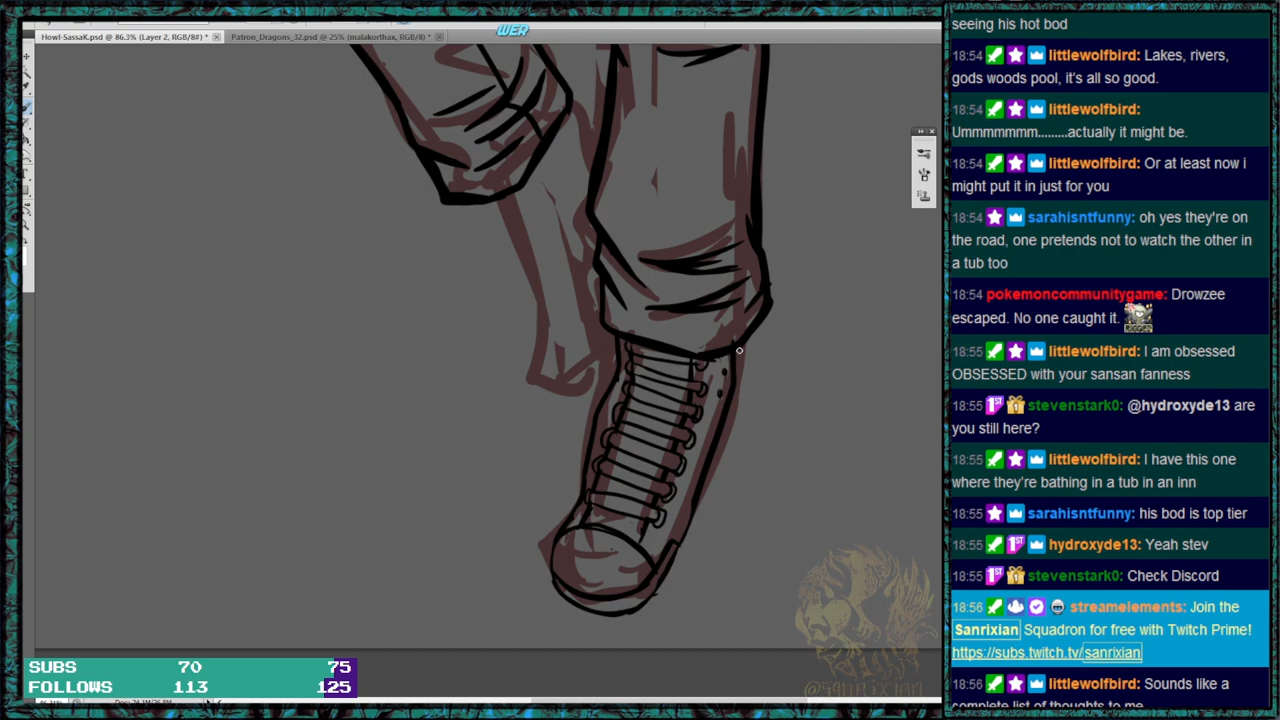 WER
Howl-SassaK.psd @ 86.3% (Layer 2, RGB/8#) *
Patron_Dragons_32.psd @ 25% (malakorthax, RGB/8) *
seeing his hot bod
18:54 littlewolfbird: Lakes, rivers,
gods woods pool, it's all so good.
18:54 littlewolfbird:
Ummmmmmm.........actually it might be.
18:54 littlewolfbird: Or at least now i
might put it in just for you
18:54 sarahisntfunny: oh yes they're on
the road, one pretends not to watch the other in
a tub too
18:54 pokemoncommunitygame: Drowzee
escaped. No one caught it.
18:55 littlewolfbird: I am obsessed
OBSESSED with your sansan fanness
18:55 stevenstark0: @hydroxyde13 are
you still here?
18:55 littlewolfbird: I have this one
where they're bathing in a tub in an inn
18:55 sarahisntfunny: his bod is top tier
18:55 hydroxyde13: Yeah stev
18:55 stevenstark0: Check Discord
18:56 streamelements: Join the
Sanrixian Squadron for free with Twitch Prime!
https://subs.twitch.tv/sanrixian
18:56 littlewolfbird: Sounds like a
complete list of thoughts to me
SUBS 70 75
FOLLOWS 113 125
@SANRIXIAN